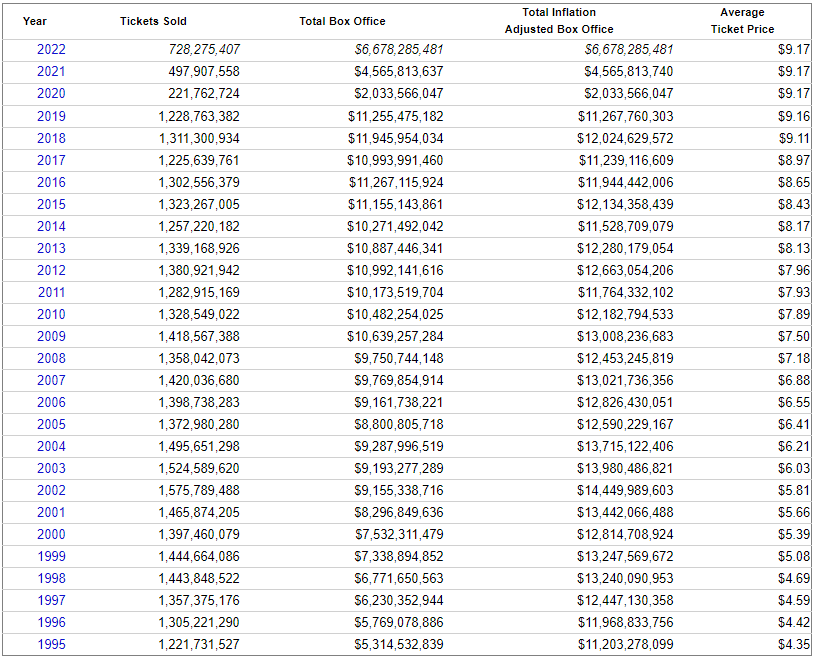 Year Tickets Sold Total Box Office Total Inflation Adjusted Box Office Average Ticket Price
2022 728,275,407 $6,678,285,481 $6,678,285,481 $9.17
2021 497,907,558 $4,565,813,637 $4,565,813,740 $9.17
2020 221,762,724 $2,033,566,047 $2,033,566,047 $9.17
2019 1,228,763,382 $11,255,475,182 $11,267,760,303 $9.16
2018 1,311,300,934 $11,945,954,034 $12,024,629,572 $9.11
2017 1,225,639,761 $10,993,991,460 $11,239,116,609 $8.97
2016 1,302,556,379 $11,267,115,924 $11,944,442,006 $8.65
2015 1,323,267,005 $11,155,143,861 $12,134,358,439 $8.43
2014 1,257,220,182 $10,271,492,042 $11,528,709,079 $8.17
2013 1,339,168,926 $10,887,446,341 $12,280,179,054 $8.13
2012 1,380,921,942 $10,992,141,616 $12,663,054,206 $7.96
2011 1,282,915,169 $10,173,519,704 $11,764,332,102 $7.93
2010 1,328,549,022 $10,482,254,025 $12,182,794,533 $7.89
2009 1,418,567,388 $10,639,257,284 $13,008,236,683 $7.50
2008 1,358,042,073 $9,750,744,148 $12,453,245,819 $7.18
2007 1,420,036,680 $9,769,854,914 $13,021,736,356 $6.88
2006 1,398,738,283 $9,161,738,221 $12,826,430,051 $6.55
2005 1,372,980,280 $8,800,805,718 $12,590,229,167 $6.41
2004 1,495,651,298 $9,287,996,519 $13,715,122,406 $6.21
2003 1,524,589,620 $9,193,277,289 $13,980,486,821 $6.03
2002 1,575,789,488 $9,155,338,716 $14,449,989,603 $5.81
2001 1,465,874,205 $8,296,849,636 $13,442,066,488 $5.66
2000 1,397,460,079 $7,532,311,479 $12,814,708,924 $5.39
1999 1,444,664,086 $7,338,894,852 $13,247,569,672 $5.08
1998 1,443,848,522 $6,771,650,563 $13,240,090,953 $4.69
1997 1,357,375,176 $6,230,352,944 $12,447,130,358 $4.59
1996 1,305,221,290 $5,769,078,886 $11,968,833,756 $4.42
1995 1,221,731,527 $5,314,532,839 $11,203,278,099 $4.35